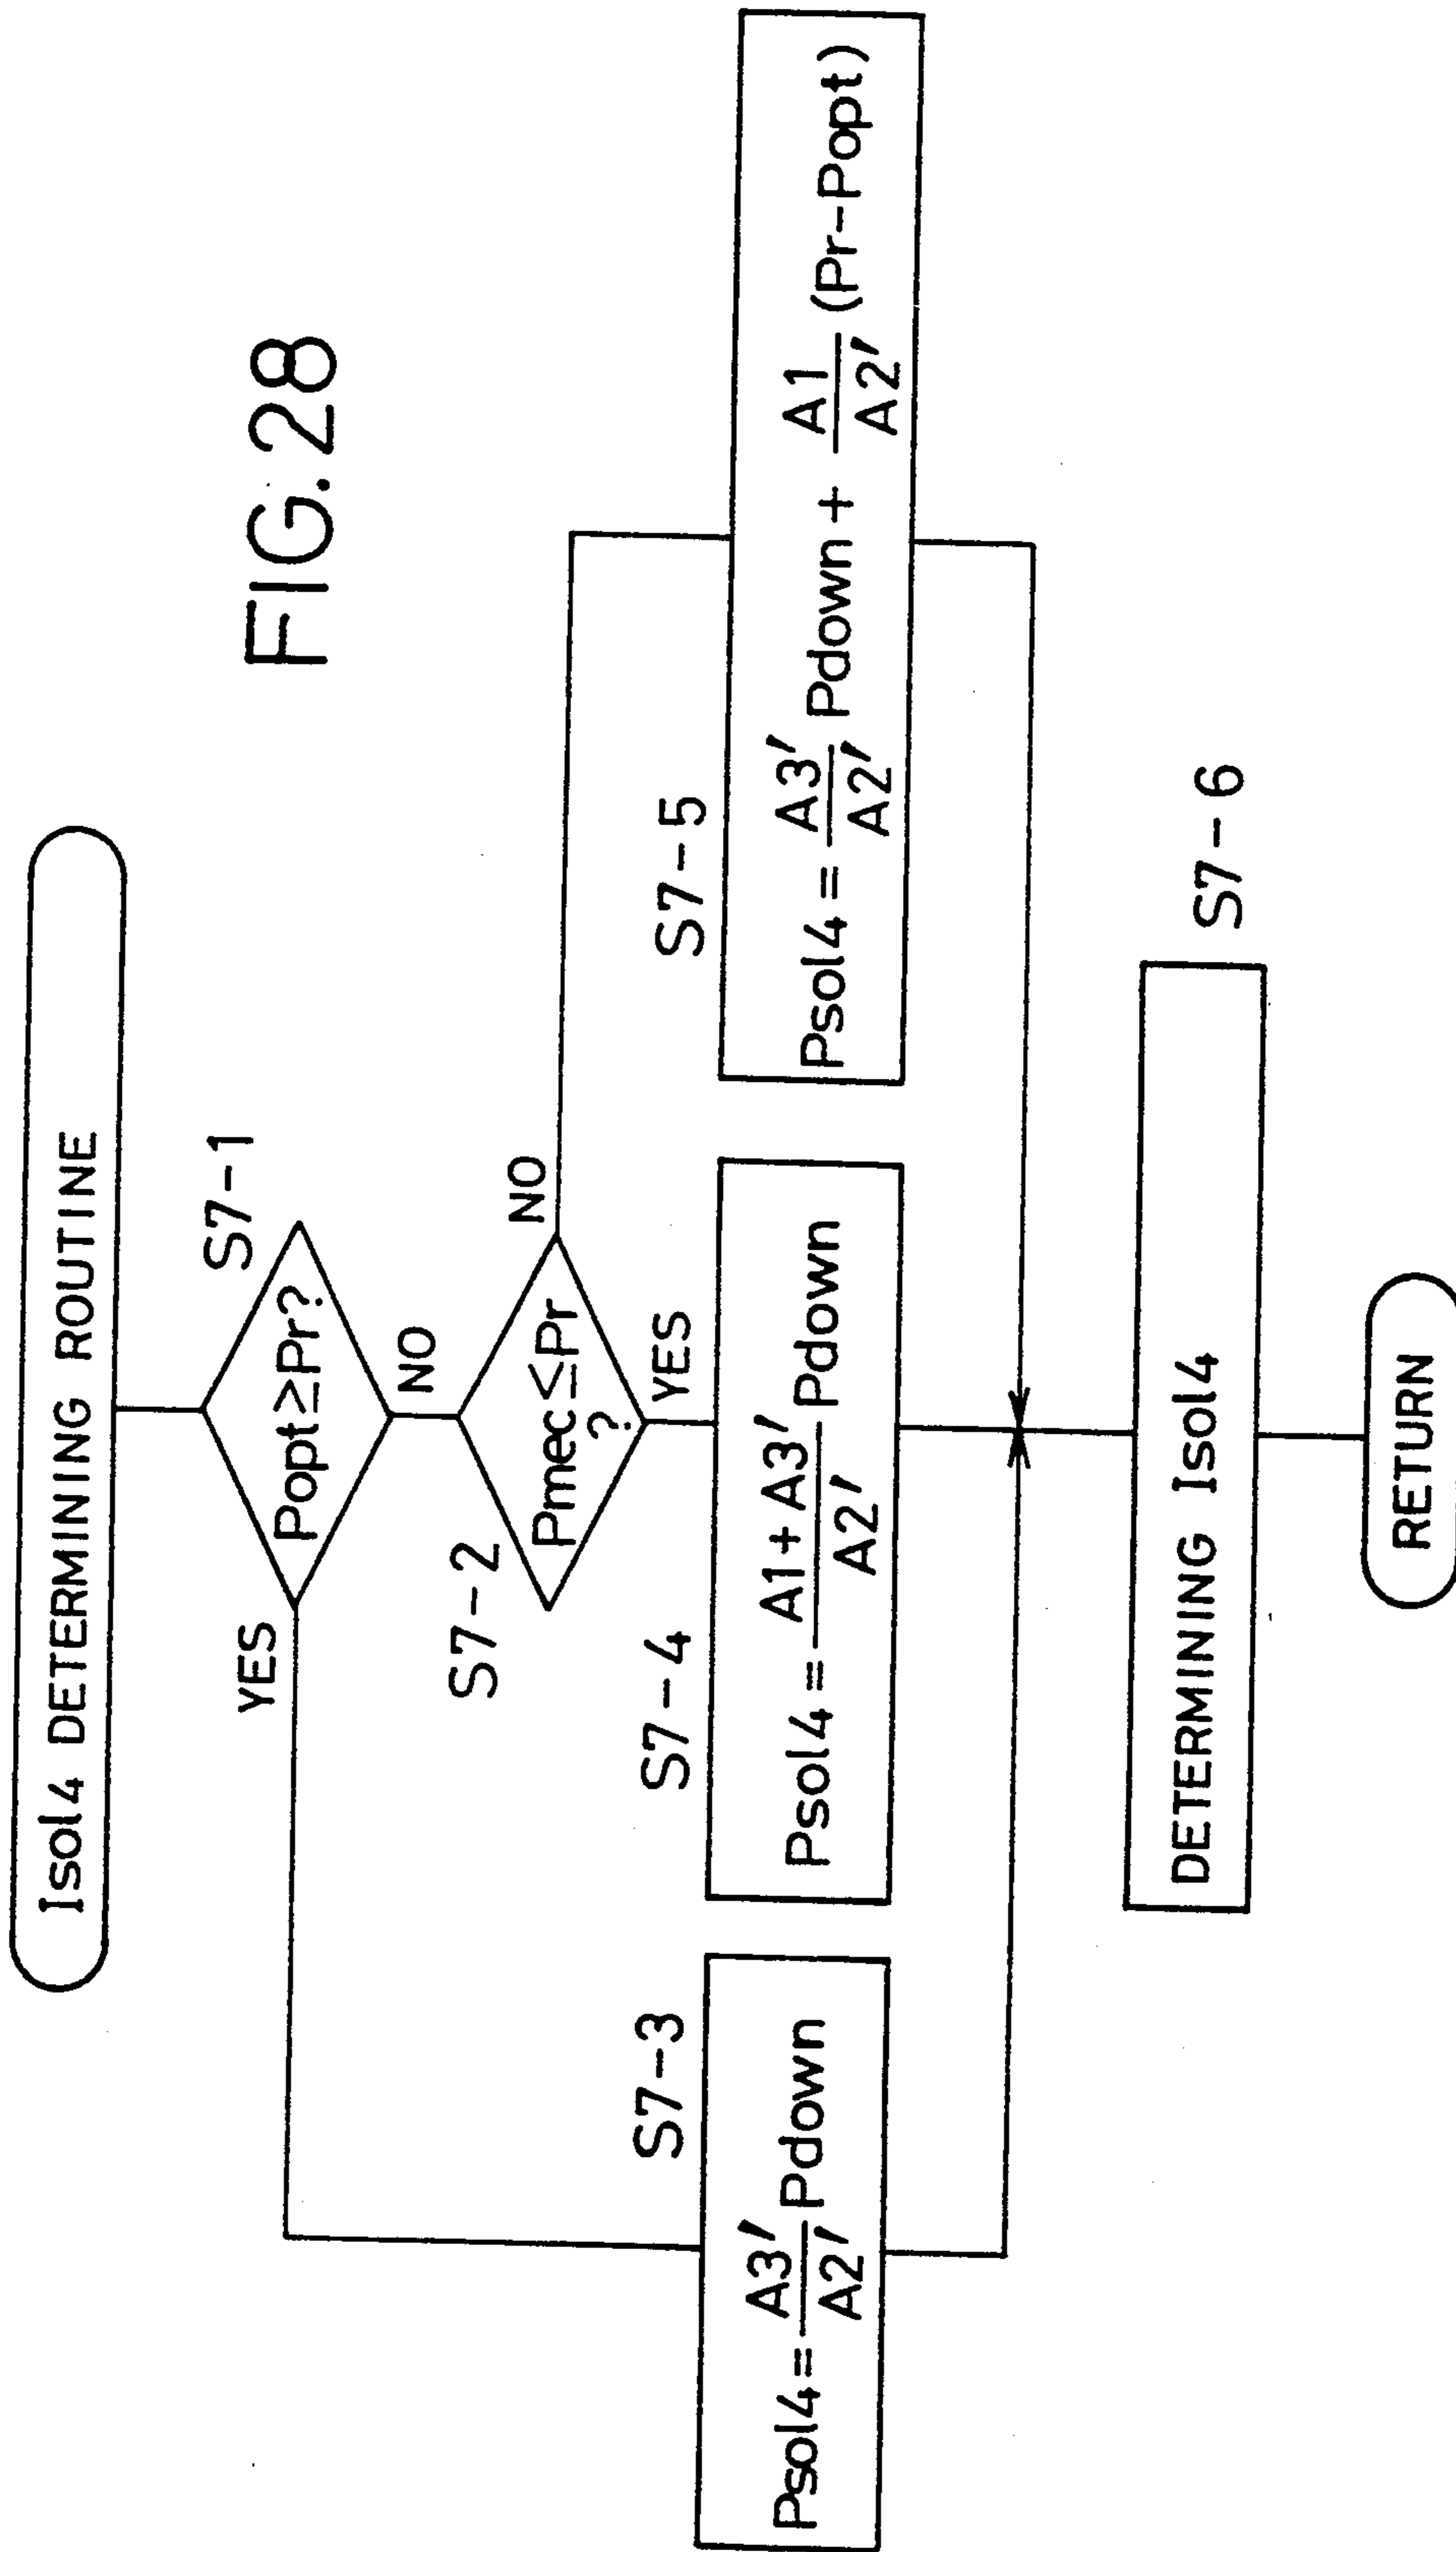 FIG. 28
Isol4 DETERMINING ROUTINE
S7-1
Popt≥Pr?
YES
NO
S7-2
Pmec≤Pr
?
NO
YES
S7-3
Psol4 = A3'/A2' Pdown
S7-4
Psol4 = A1+A3'/A2' Pdown
S7-5
Psol4 = A3'/A2' Pdown + A1/A2' (Pr-Popt)
DETERMINING Isol4
S7-6
RETURN